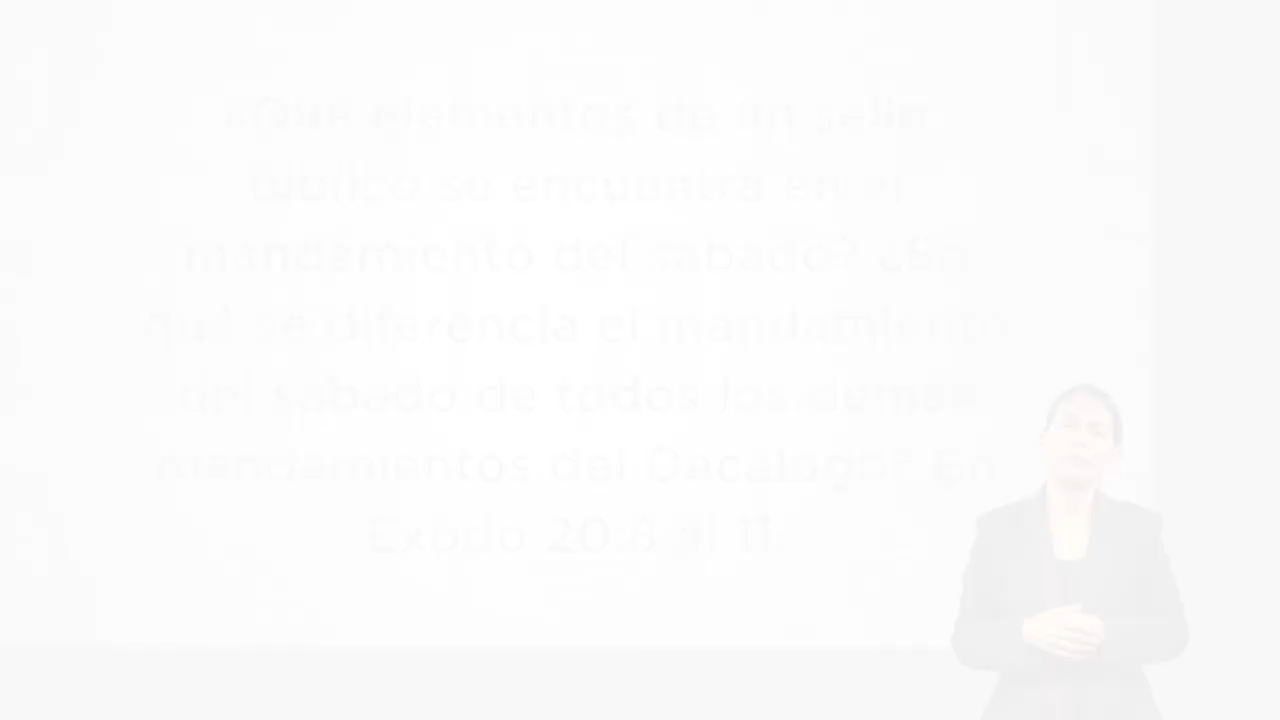 ¿Qué elementos de un sello
bíblico se encuentra en el
mandamiento del sábado? ¿En
qué se diferencia el mandamiento
del sábado de todos los demás
mandamientos del Decálogo? En
Éxodo 20:8 al 11.